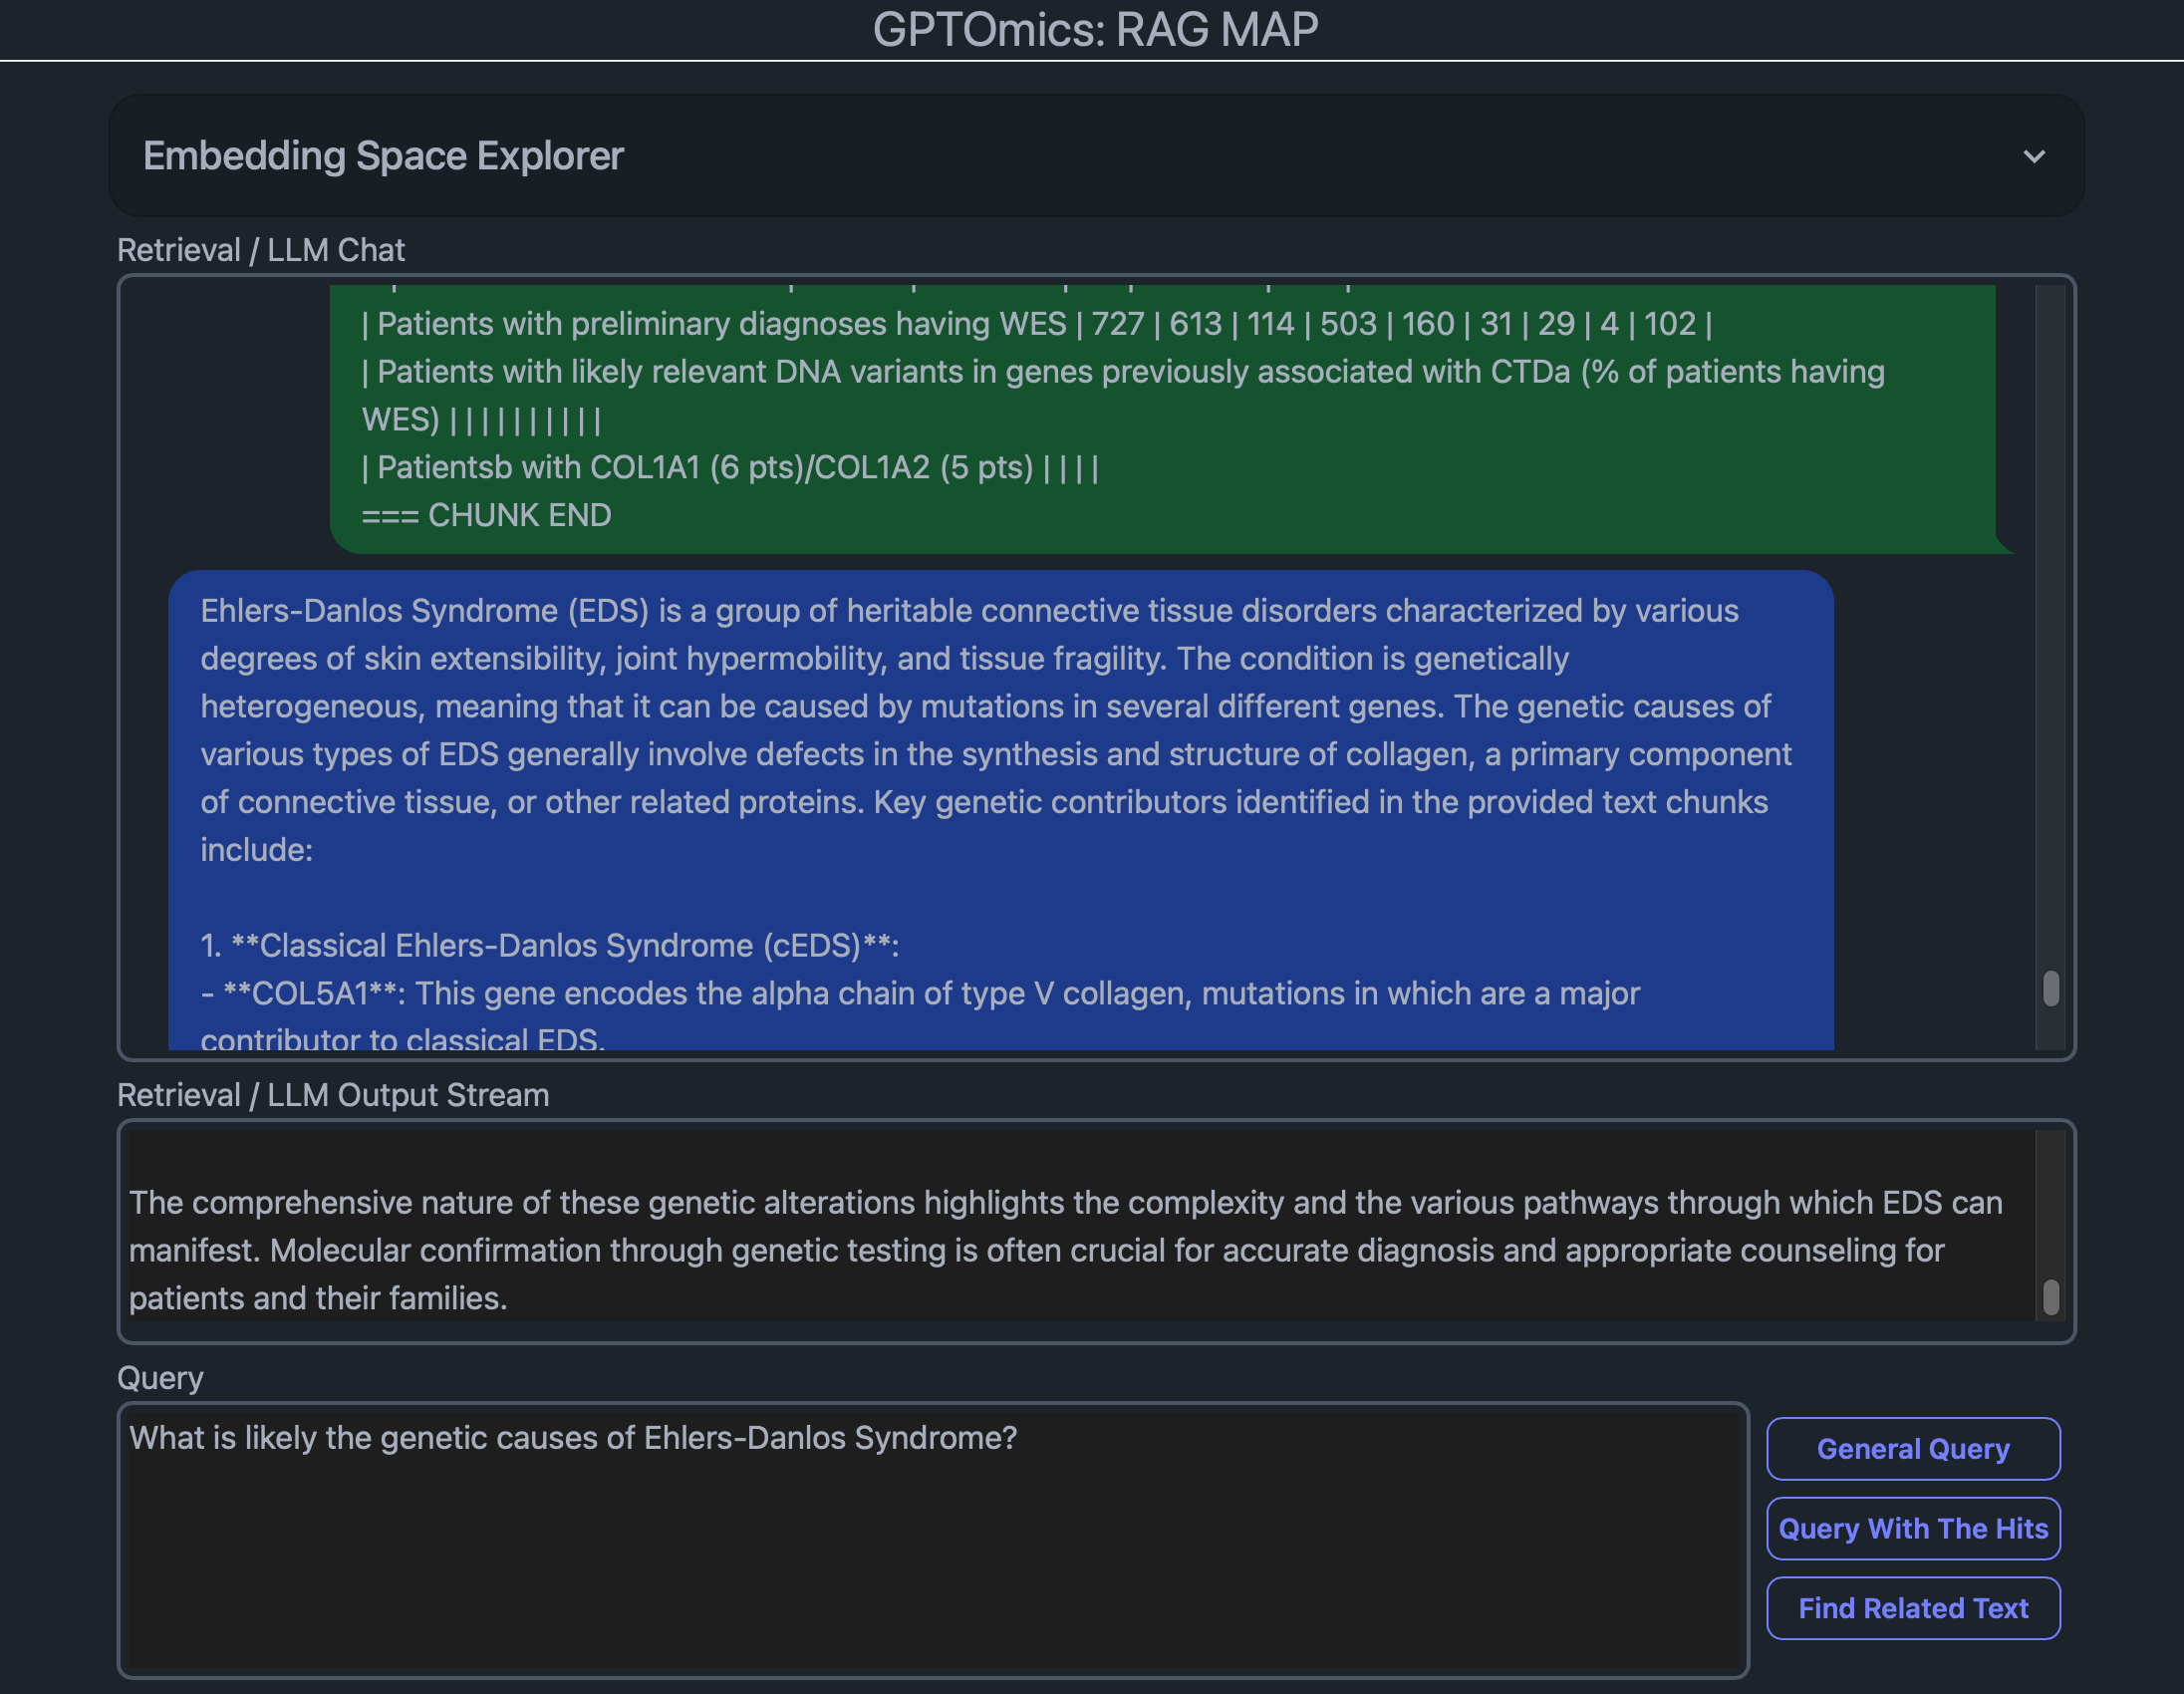 GPTOmics: RAG MAP
Embedding Space Explorer
Retrieval / LLM Chat
| Patients with preliminary diagnoses having WES | 727 | 613 | 114 | 503 | 160 | 31 | 29 | 4 | 102 |
| Patients with likely relevant DNA variants in genes previously associated with CTDa (% of patients having
WES) | | | | | | | | | |
| Patientsb with COL1A1 (6 pts)/COL1A2 (5 pts) | | | |
=== CHUNK END
Ehlers-Danlos Syndrome (EDS) is a group of heritable connective tissue disorders characterized by various
degrees of skin extensibility, joint hypermobility, and tissue fragility. The condition is genetically
heterogeneous, meaning that it can be caused by mutations in several different genes. The genetic causes of
various types of EDS generally involve defects in the synthesis and structure of collagen, a primary component
of connective tissue, or other related proteins. Key genetic contributors identified in the provided text chunks
include:
1. **Classical Ehlers-Danlos Syndrome (cEDS)**:
- **COL5A1**: This gene encodes the alpha chain of type V collagen, mutations in which are a major
contributor to classical EDS.
Retrieval / LLM Output Stream
The comprehensive nature of these genetic alterations highlights the complexity and the various pathways through which EDS can
manifest. Molecular confirmation through genetic testing is often crucial for accurate diagnosis and appropriate counseling for
patients and their families.
Query
What is likely the genetic causes of Ehlers-Danlos Syndrome?
General Query
Query With The Hits
Find Related Text